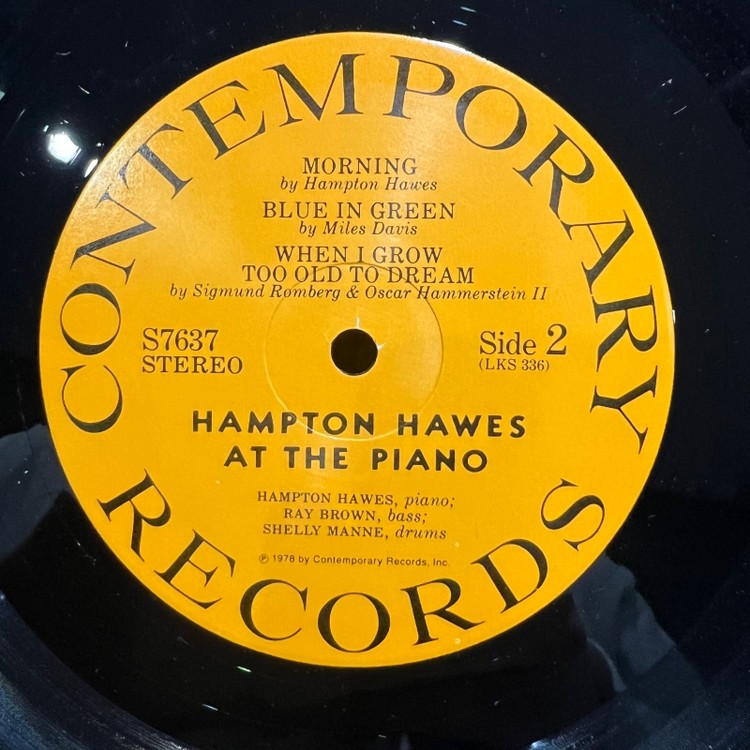 CONTEMPORARY
MORNING
by Hampton Hawes
BLUE IN GREEN
by Miles Davis
WHEN I GROW
TOO OLD TO DREAM
by Sigmund Romberg & Oscar Hammerstein II
S7637
STEREO
Side 2
(LKS 336)
HAMPTON HAWES
AT THE PIANO
HAMPTON HAWES, piano;
RAY BROWN, bass;
SHELLY MANNE, drums
℗ 1978 by Contemporary Records, Inc.
RECORDS